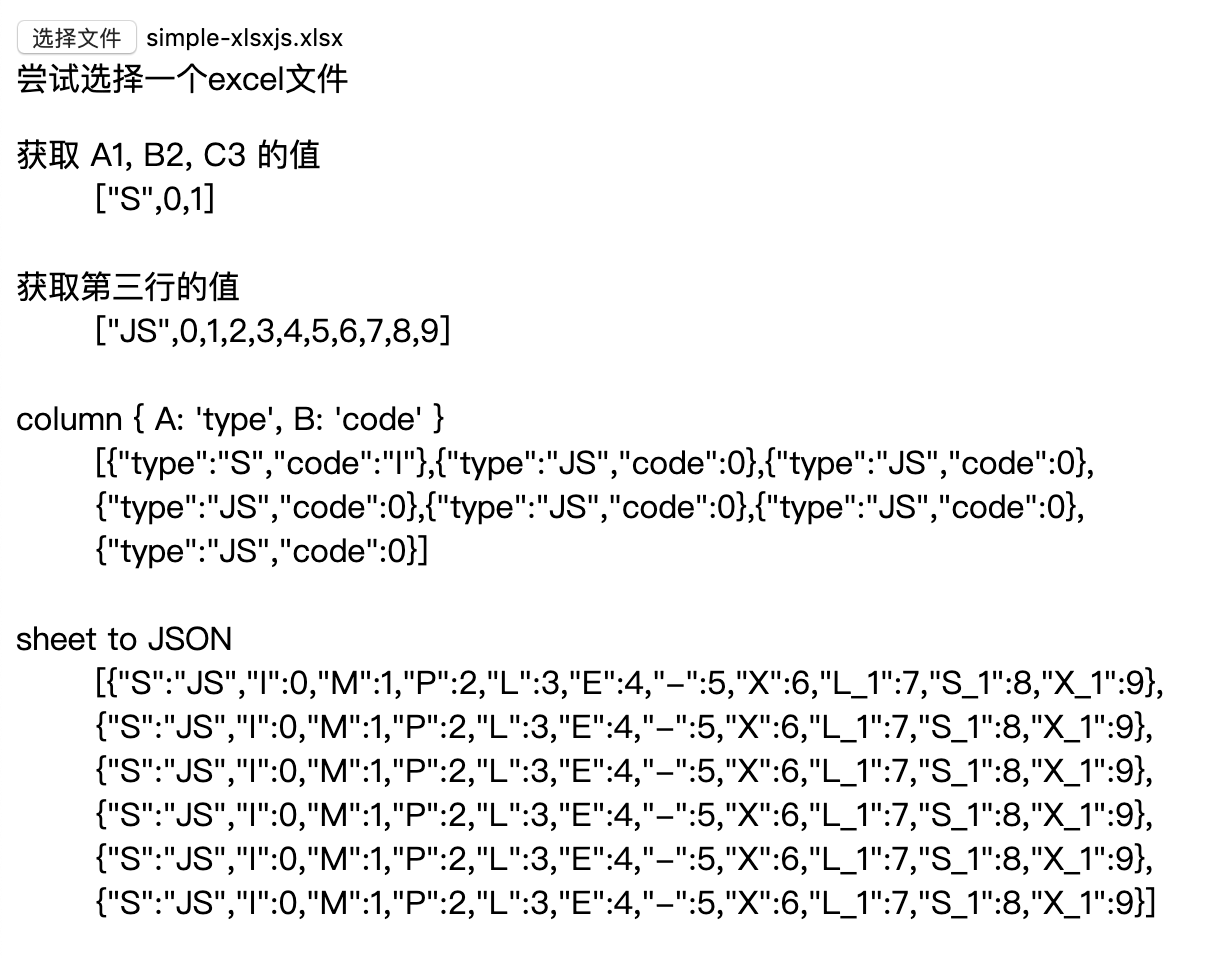 选择文件 simple-xlsxjs.xlsx
尝试选择一个excel文件
获取 A1, B2, C3 的值
["S",0,1]
获取第三行的值
["JS",0,1,2,3,4,5,6,7,8,9]
column { A: 'type', B: 'code' }
[{"type":"S","code":"I"},{"type":"JS","code":0},{"type":"JS","code":0},
{"type":"JS","code":0},{"type":"JS","code":0},{"type":"JS","code":0},
{"type":"JS","code":0}]
sheet to JSON
[{"S":"JS","I":0,"M":1,"P":2,"L":3,"E":4,"-":5,"X":6,"L_1":7,"S_1":8,"X_1":9},
{"S":"JS","I":0,"M":1,"P":2,"L":3,"E":4,"-":5,"X":6,"L_1":7,"S_1":8,"X_1":9},
{"S":"JS","I":0,"M":1,"P":2,"L":3,"E":4,"-":5,"X":6,"L_1":7,"S_1":8,"X_1":9},
{"S":"JS","I":0,"M":1,"P":2,"L":3,"E":4,"-":5,"X":6,"L_1":7,"S_1":8,"X_1":9},
{"S":"JS","I":0,"M":1,"P":2,"L":3,"E":4,"-":5,"X":6,"L_1":7,"S_1":8,"X_1":9},
{"S":"JS","I":0,"M":1,"P":2,"L":3,"E":4,"-":5,"X":6,"L_1":7,"S_1":8,"X_1":9}]